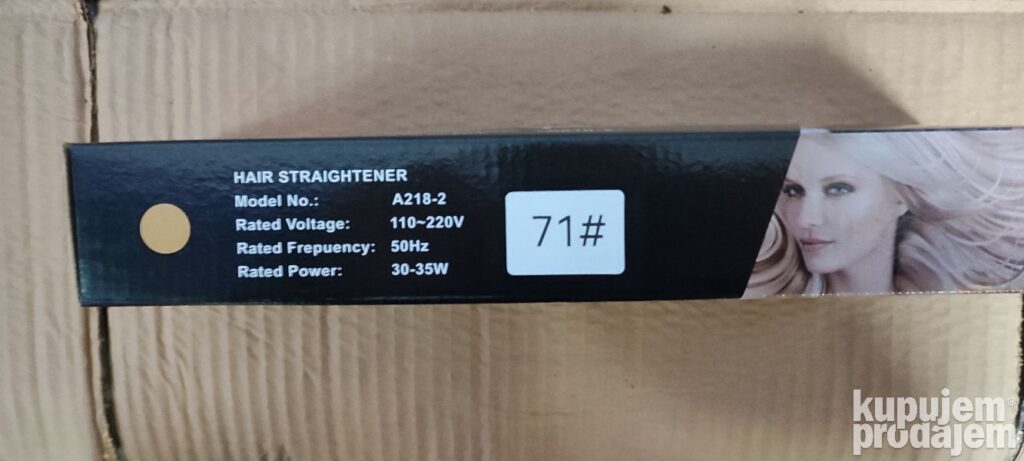 HAIR STRAIGHTENER
Model No.: A218-2
Rated Voltage: 110~220V
Rated Frepuency: 50Hz
Rated Power: 30-35W
71#
kupujem
prodajem